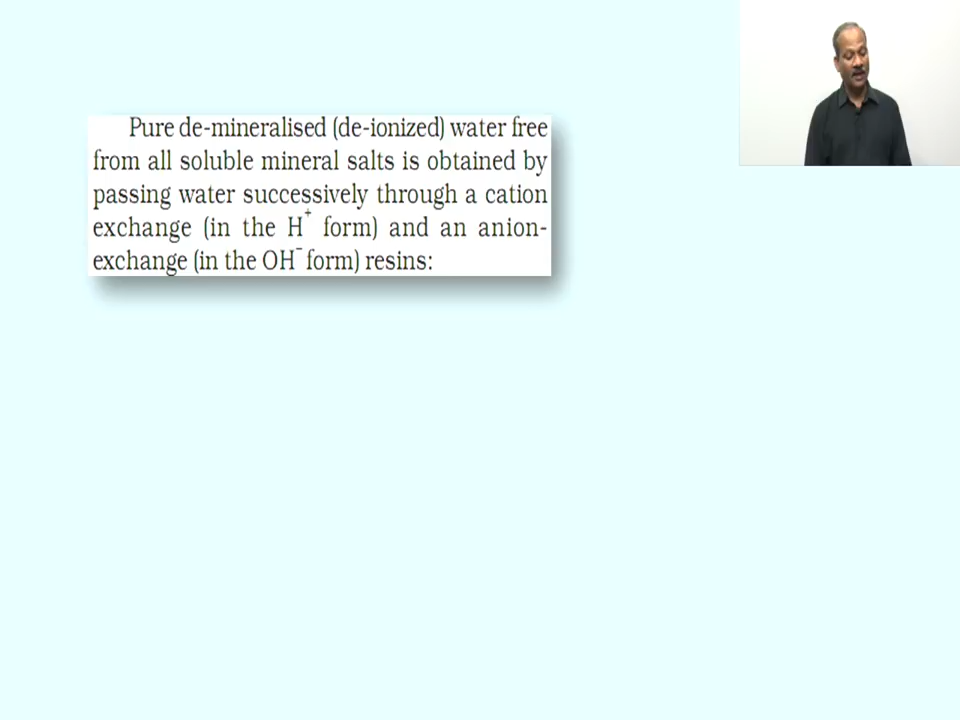 Pure de-mineralised (de-ionized) water free
from all soluble mineral salts is obtained by
passing water successively through a cation
exchange (in the H⁺ form) and an anion-
exchange (in the OH⁻ form) resins: